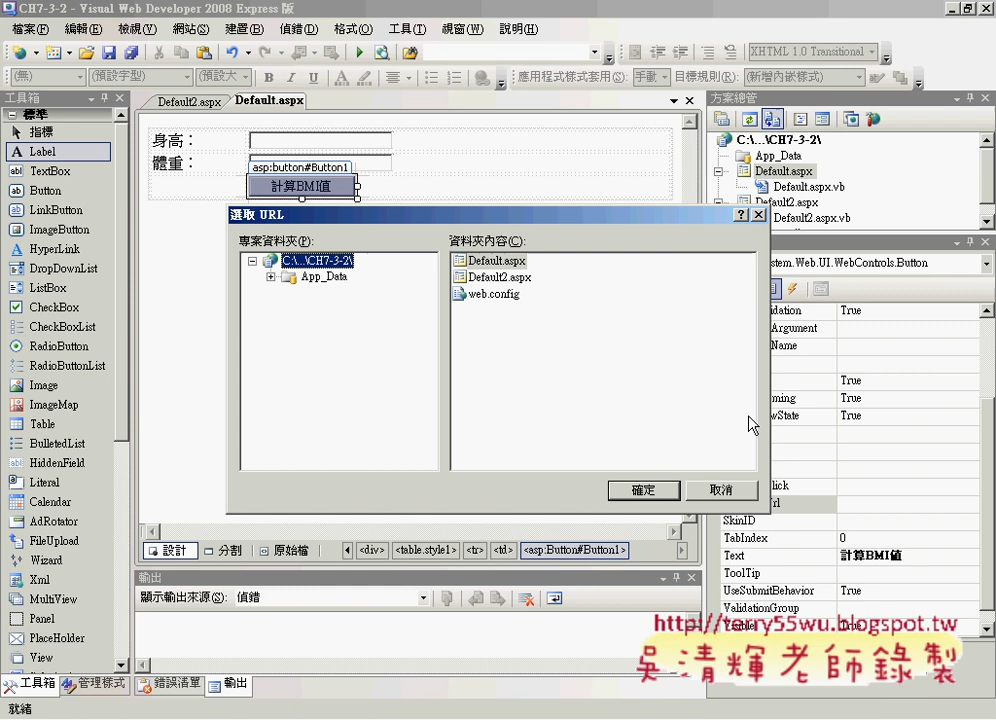 CH7-3-2 - Visual Web Developer 2008 Express 版
檔案(F) 編輯(E) 檢視(V) 網站(S) 建置(B) 偵錯(D) 格式(O) 工具(T) 視窗(W) 說明(H)
XHTML 1.0 Transitional
(無) (預設字型) (預設大 B I U A 應用程式樣式套用(S): 手動 目標規則(R): (新增內嵌樣式)
工具箱
標準
指標
Label
TextBox
Button
LinkButton
ImageButton
HyperLink
DropDownList
ListBox
CheckBox
CheckBoxList
RadioButton
RadioButtonList
Image
ImageMap
Table
BulletedList
HiddenField
Literal
Calendar
AdRotator
FileUpload
Wizard
Xml
MultiView
Panel
PlaceHolder
View
工具箱 管理樣式
Default2.aspx Default.aspx
身高：
體重：
asp:button#Button1
計算BMI值
選取 URL
專案資料夾(P):
C:\...\CH7-3-2\
App_Data
資料夾內容(C):
Default.aspx
Default2.aspx
web.config
確定 取消
設計 分割 原始檔 <div> <table.style1> <tr> <td> <asp:Button#Button1>
輸出
顯示輸出來源(S): 偵錯
錯誤清單 輸出
方案總管
C:\...\CH7-3-2\
App_Data
Default.aspx
Default.aspx.vb
Default2.aspx
Default2.aspx.vb
stem.Web.UI.WebControls.Button
idation True
Argument
Name
True
ming True
wState True
lick
rl
SkinID
TabIndex 0
Text 計算BMI值
ToolTip
UseSubmitBehavior True
ValidationGroup
http://terry55wu.blogspot.tw
吳清輝老師錄製
就緒